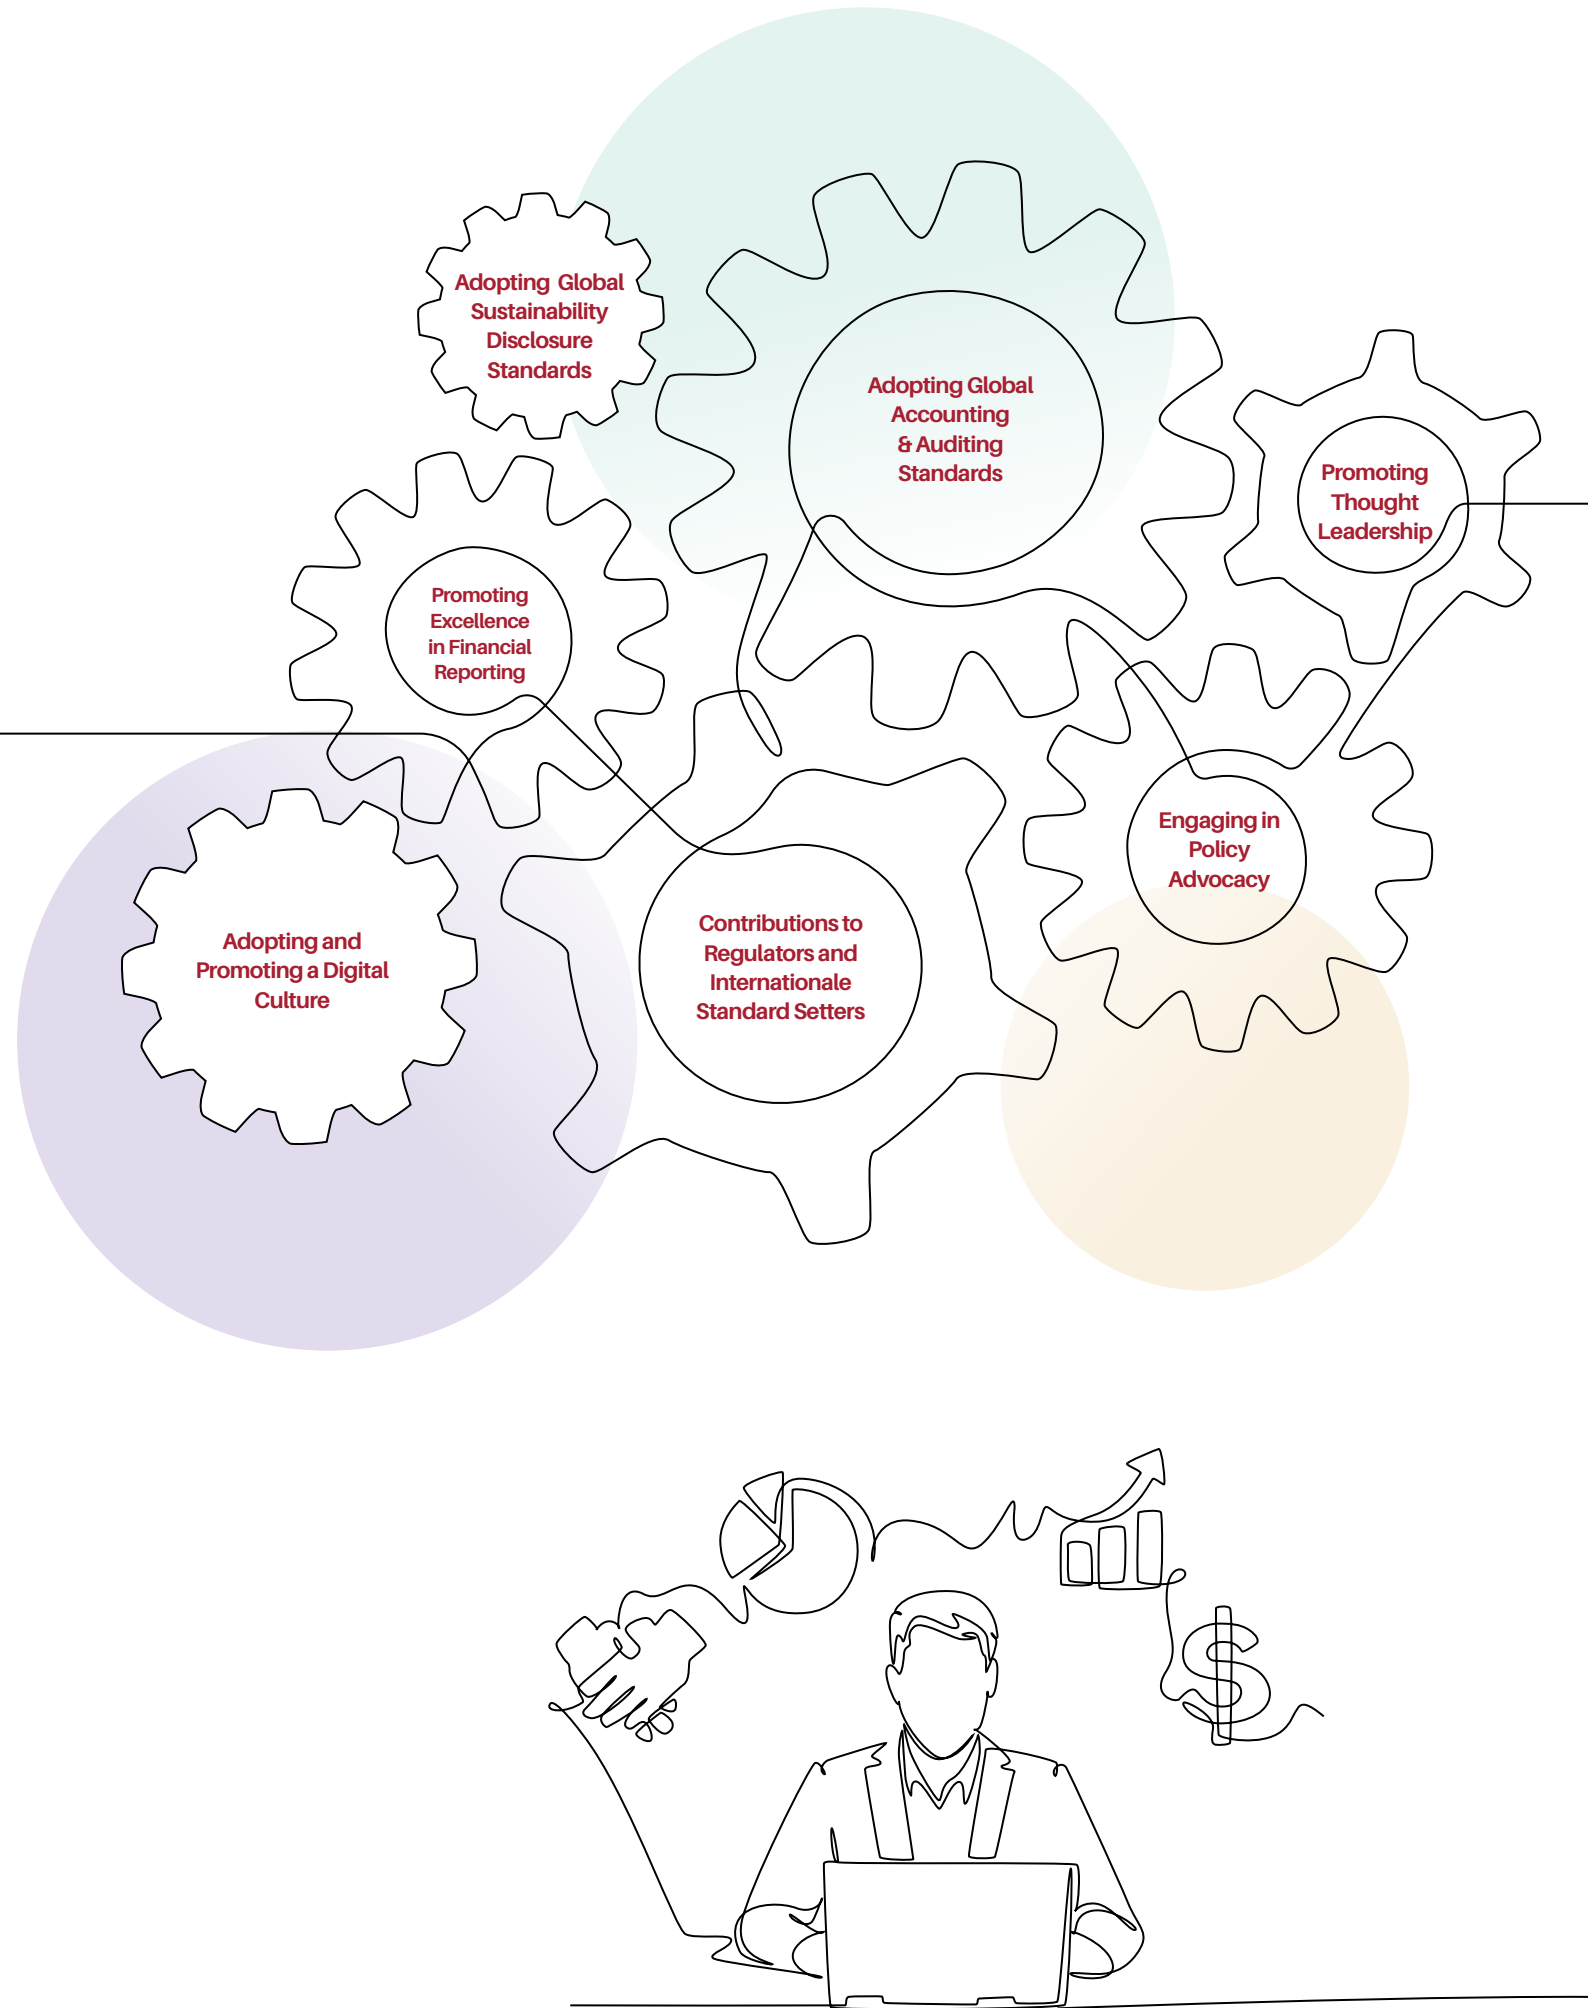 Adopting Global
Sustainability
Disclosure
Standards
Adopting Global
Accounting
& Auditing
Standards
Promoting
Thought
Leadership
Promoting
Excellence
in Financial
Reporting
Engaging in
Policy
Advocacy
Contributions to
Regulators and
Internationale
Standard Setters
Adopting and
Promoting a Digital
Culture